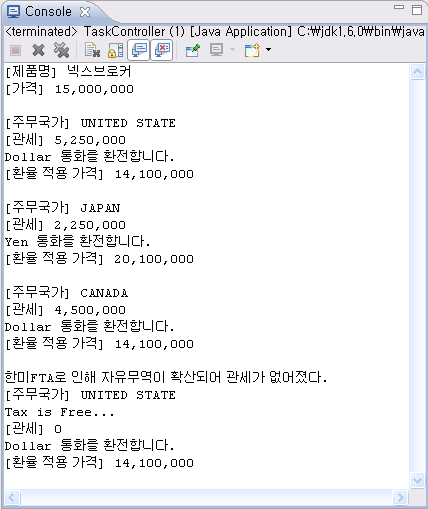 Console
<terminated> TaskController (1) [Java Application] C:\jdk1.6.0\bin\java
[제품명] 넥스브로커
[가격] 15,000,000
[주무국가] UNITED STATE
[관세] 5,250,000
Dollar 통화를 환전합니다.
[환율 적용 가격] 14,100,000
[주무국가] JAPAN
[관세] 2,250,000
Yen 통화를 환전합니다.
[환율 적용 가격] 20,100,000
[주무국가] CANADA
[관세] 4,500,000
Dollar 통화를 환전합니다.
[환율 적용 가격] 14,100,000
한미FTA로 인해 자유무역이 확산되어 관세가 없어졌다.
[주무국가] UNITED STATE
Tax is Free...
[관세] 0
Dollar 통화를 환전합니다.
[환율 적용 가격] 14,100,000